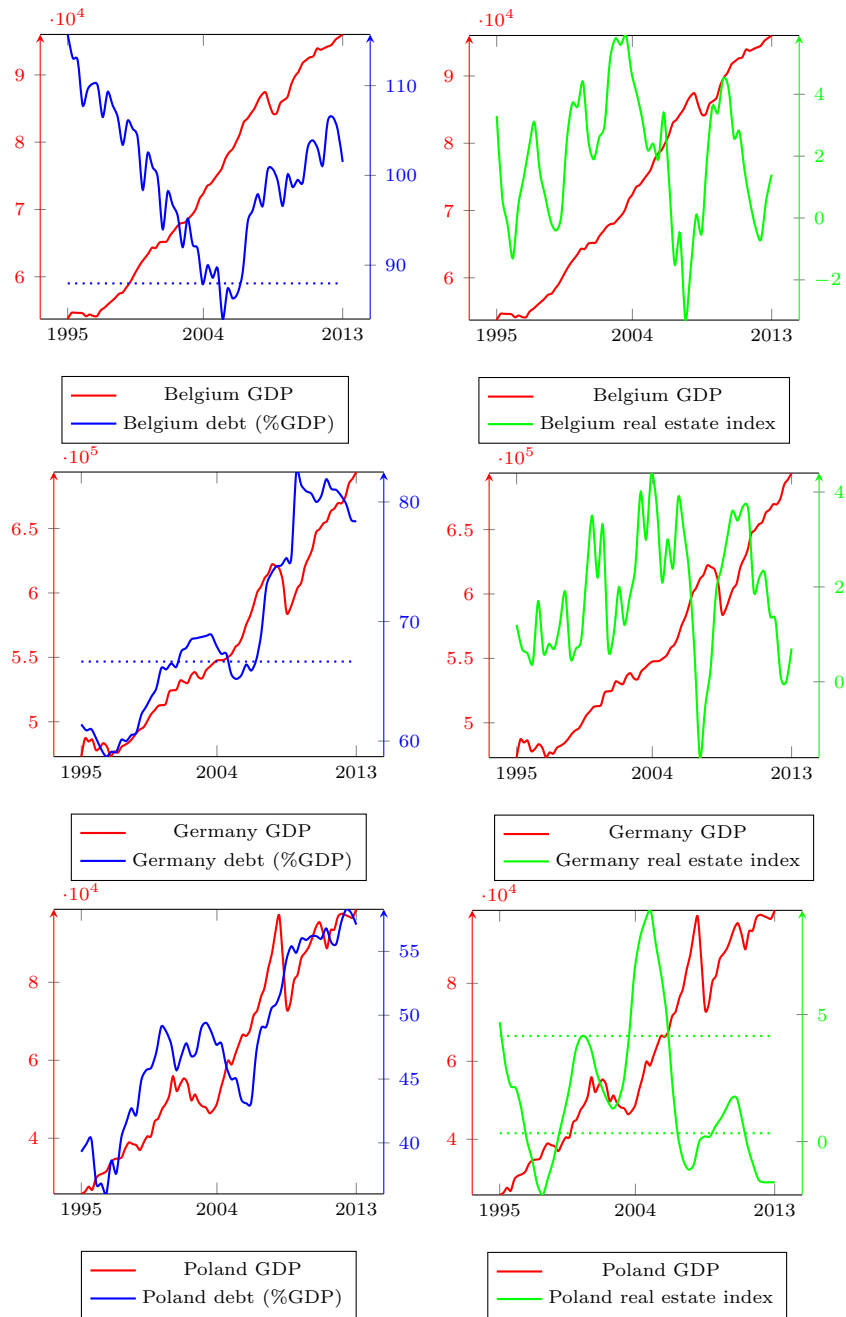 ·10^4
9
8
7
6
110
100
90
1995 2004 2013
Belgium GDP
Belgium debt (%GDP)
·10^4
9
8
7
6
4
2
0
−2
1995 2004 2013
Belgium GDP
Belgium real estate index
·10^5
6.5
6
5.5
5
80
70
60
1995 2004 2013
Germany GDP
Germany debt (%GDP)
·10^5
6.5
6
5.5
5
4
2
0
1995 2004 2013
Germany GDP
Germany real estate index
·10^4
8
6
4
55
50
45
40
1995 2004 2013
Poland GDP
Poland debt (%GDP)
·10^4
8
6
4
5
0
1995 2004 2013
Poland GDP
Poland real estate index